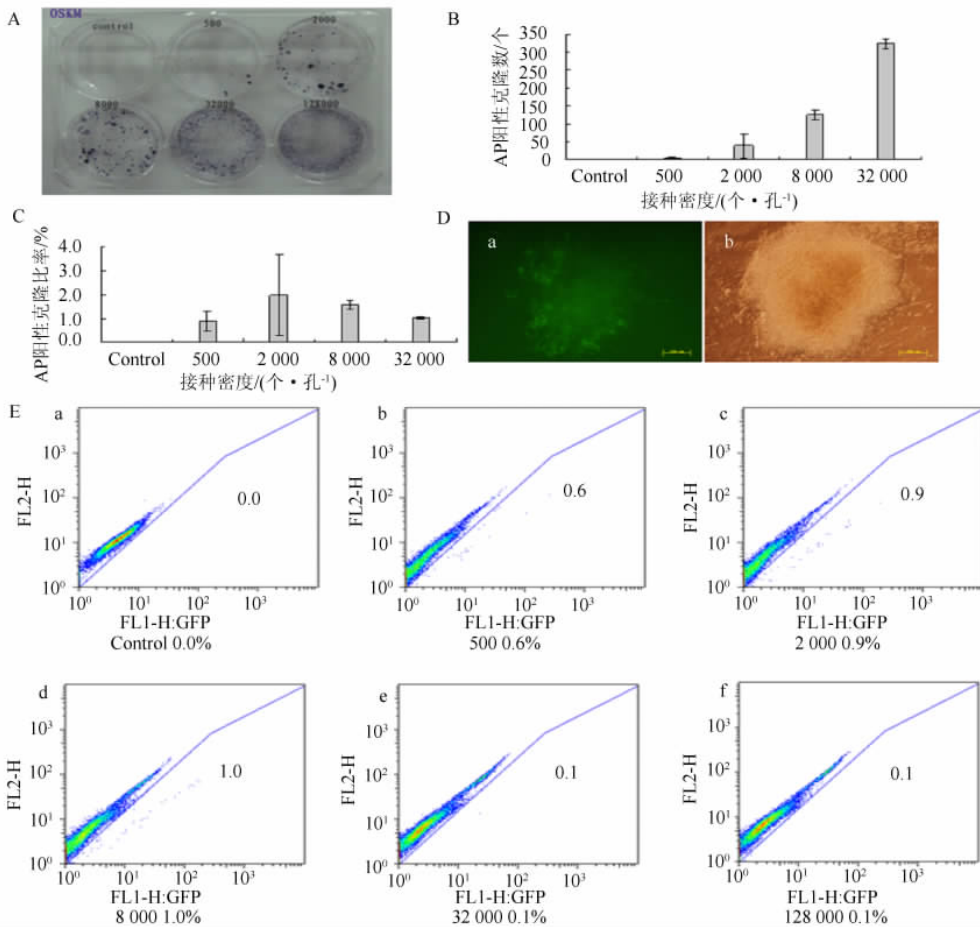 A
OS&M
control
500
2000
8000
32000
128000
B
AP阳性克隆数/个
350
300
250
200
150
100
50
0
Control 500 2 000 8 000 32 000
接种密度/(个·孔⁻¹)
C
AP阳性克隆比率/%
4.0
3.0
2.0
1.0
0.0
Control 500 2 000 8 000 32 000
接种密度/(个·孔⁻¹)
D
a
b
E
a
FL2-H
10³
10²
10¹
10⁰
0.0
10⁰ 10¹ 10² 10³
FL1-H:GFP
Control 0.0%
b
FL2-H
10³
10²
10¹
10⁰
0.6
10⁰ 10¹ 10² 10³
FL1-H:GFP
500 0.6%
c
FL2-H
10³
10²
10¹
10⁰
0.9
10⁰ 10¹ 10² 10³
FL1-H:GFP
2 000 0.9%
d
FL2-H
10³
10²
10¹
10⁰
1.0
10⁰ 10¹ 10² 10³
FL1-H:GFP
8 000 1.0%
e
FL2-H
10³
10²
10¹
10⁰
0.1
10⁰ 10¹ 10² 10³
FL1-H:GFP
32 000 0.1%
f
FL2-H
10³
10²
10¹
10⁰
0.1
10⁰ 10¹ 10² 10³
FL1-H:GFP
128 000 0.1%